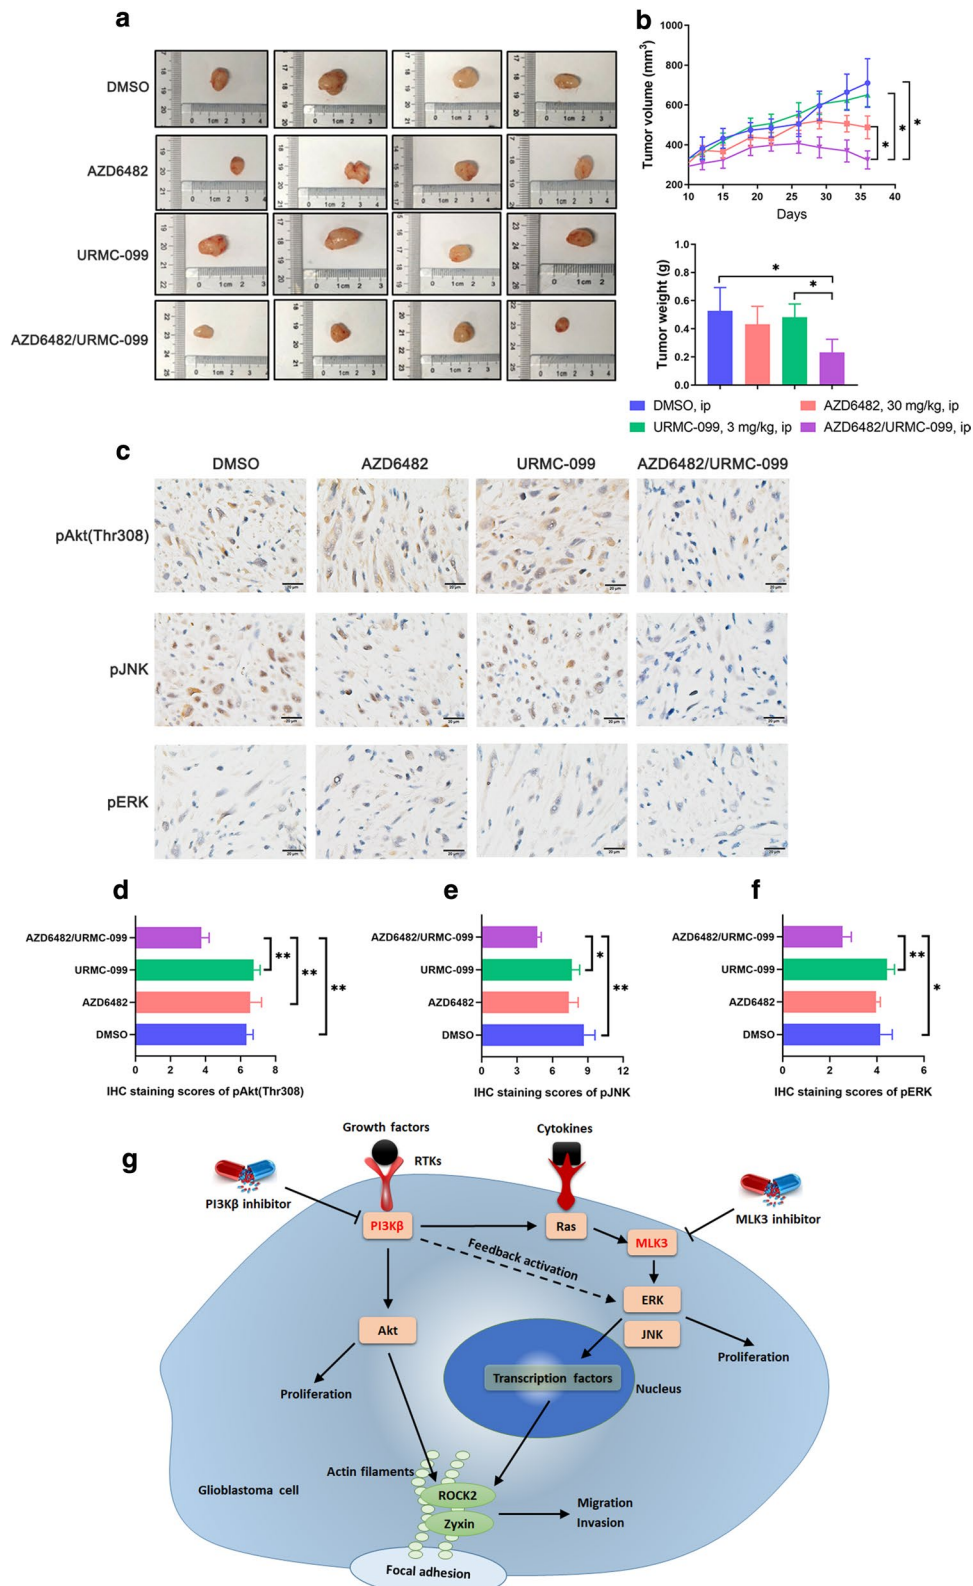 a
DMSO
AZD6482
URMC-099
AZD6482/URMC-099
b
Tumor volume (mm³)
1000
800
600
400
200
10 15 20 25 30 35 40
Days
* * *
Tumor weight (g)
1.0
0.8
0.6
0.4
0.2
0.0
*
*
DMSO, ip
AZD6482, 30 mg/kg, ip
URMC-099, 3 mg/kg, ip
AZD6482/URMC-099, ip
c
DMSO AZD6482 URMC-099 AZD6482/URMC-099
pAkt(Thr308)
pJNK
pERK
d
AZD6482/URMC-099
URMC-099
AZD6482
DMSO
** ** **
0 2 4 6 8
IHC staining scores of pAkt(Thr308)
e
AZD6482/URMC-099
URMC-099
AZD6482
DMSO
* **
0 3 6 9 12
IHC staining scores of pJNK
f
AZD6482/URMC-099
URMC-099
AZD6482
DMSO
** *
0 2 4 6
IHC staining scores of pERK
g
Growth factors
Cytokines
RTKs
PI3Kβ inhibitor
MLK3 inhibitor
PI3Kβ
Ras
MLK3
Feedback activation
ERK
JNK
Akt
Proliferation
Transcription factors
Nucleus
Proliferation
Actin filaments
Glioblastoma cell
ROCK2
Zyxin
Migration
Invasion
Focal adhesion